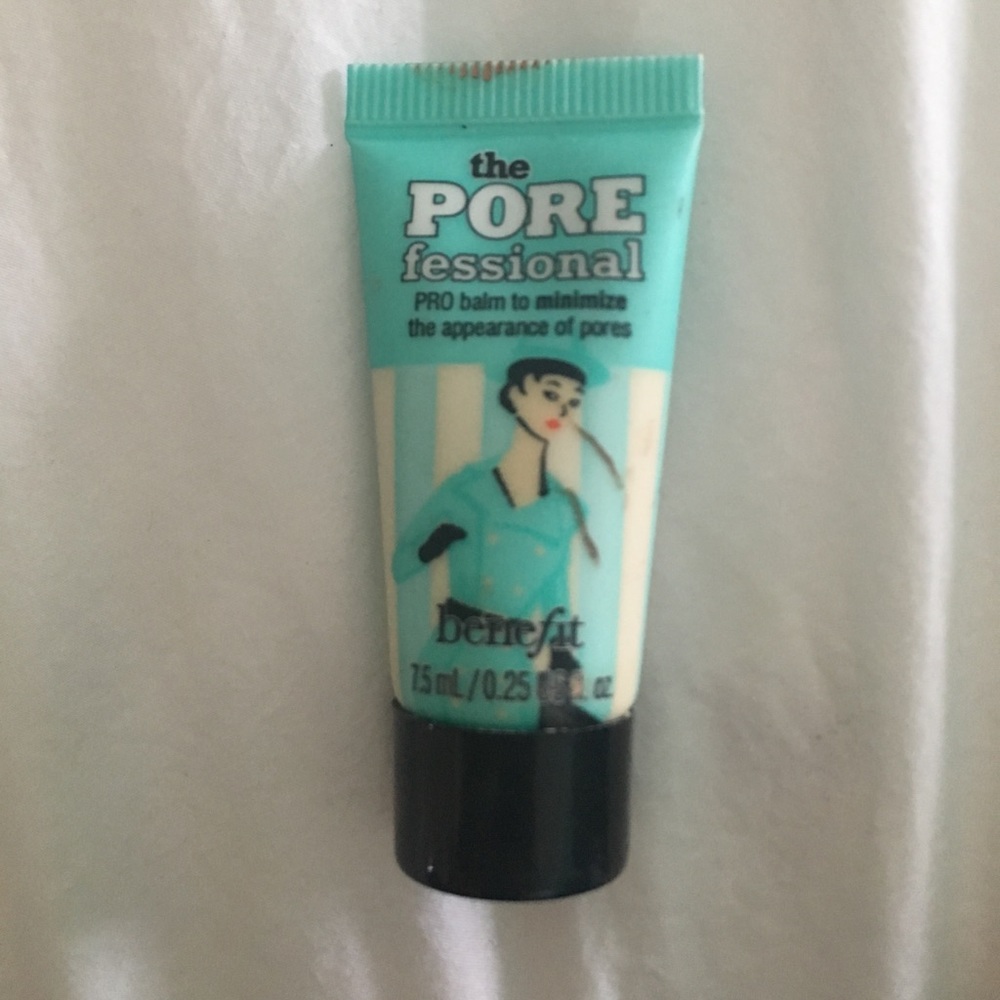 the
PORE
fessional
PRO balm to minimize
the appearance of pores
benefit
7.5 mL / 0.25 oz.